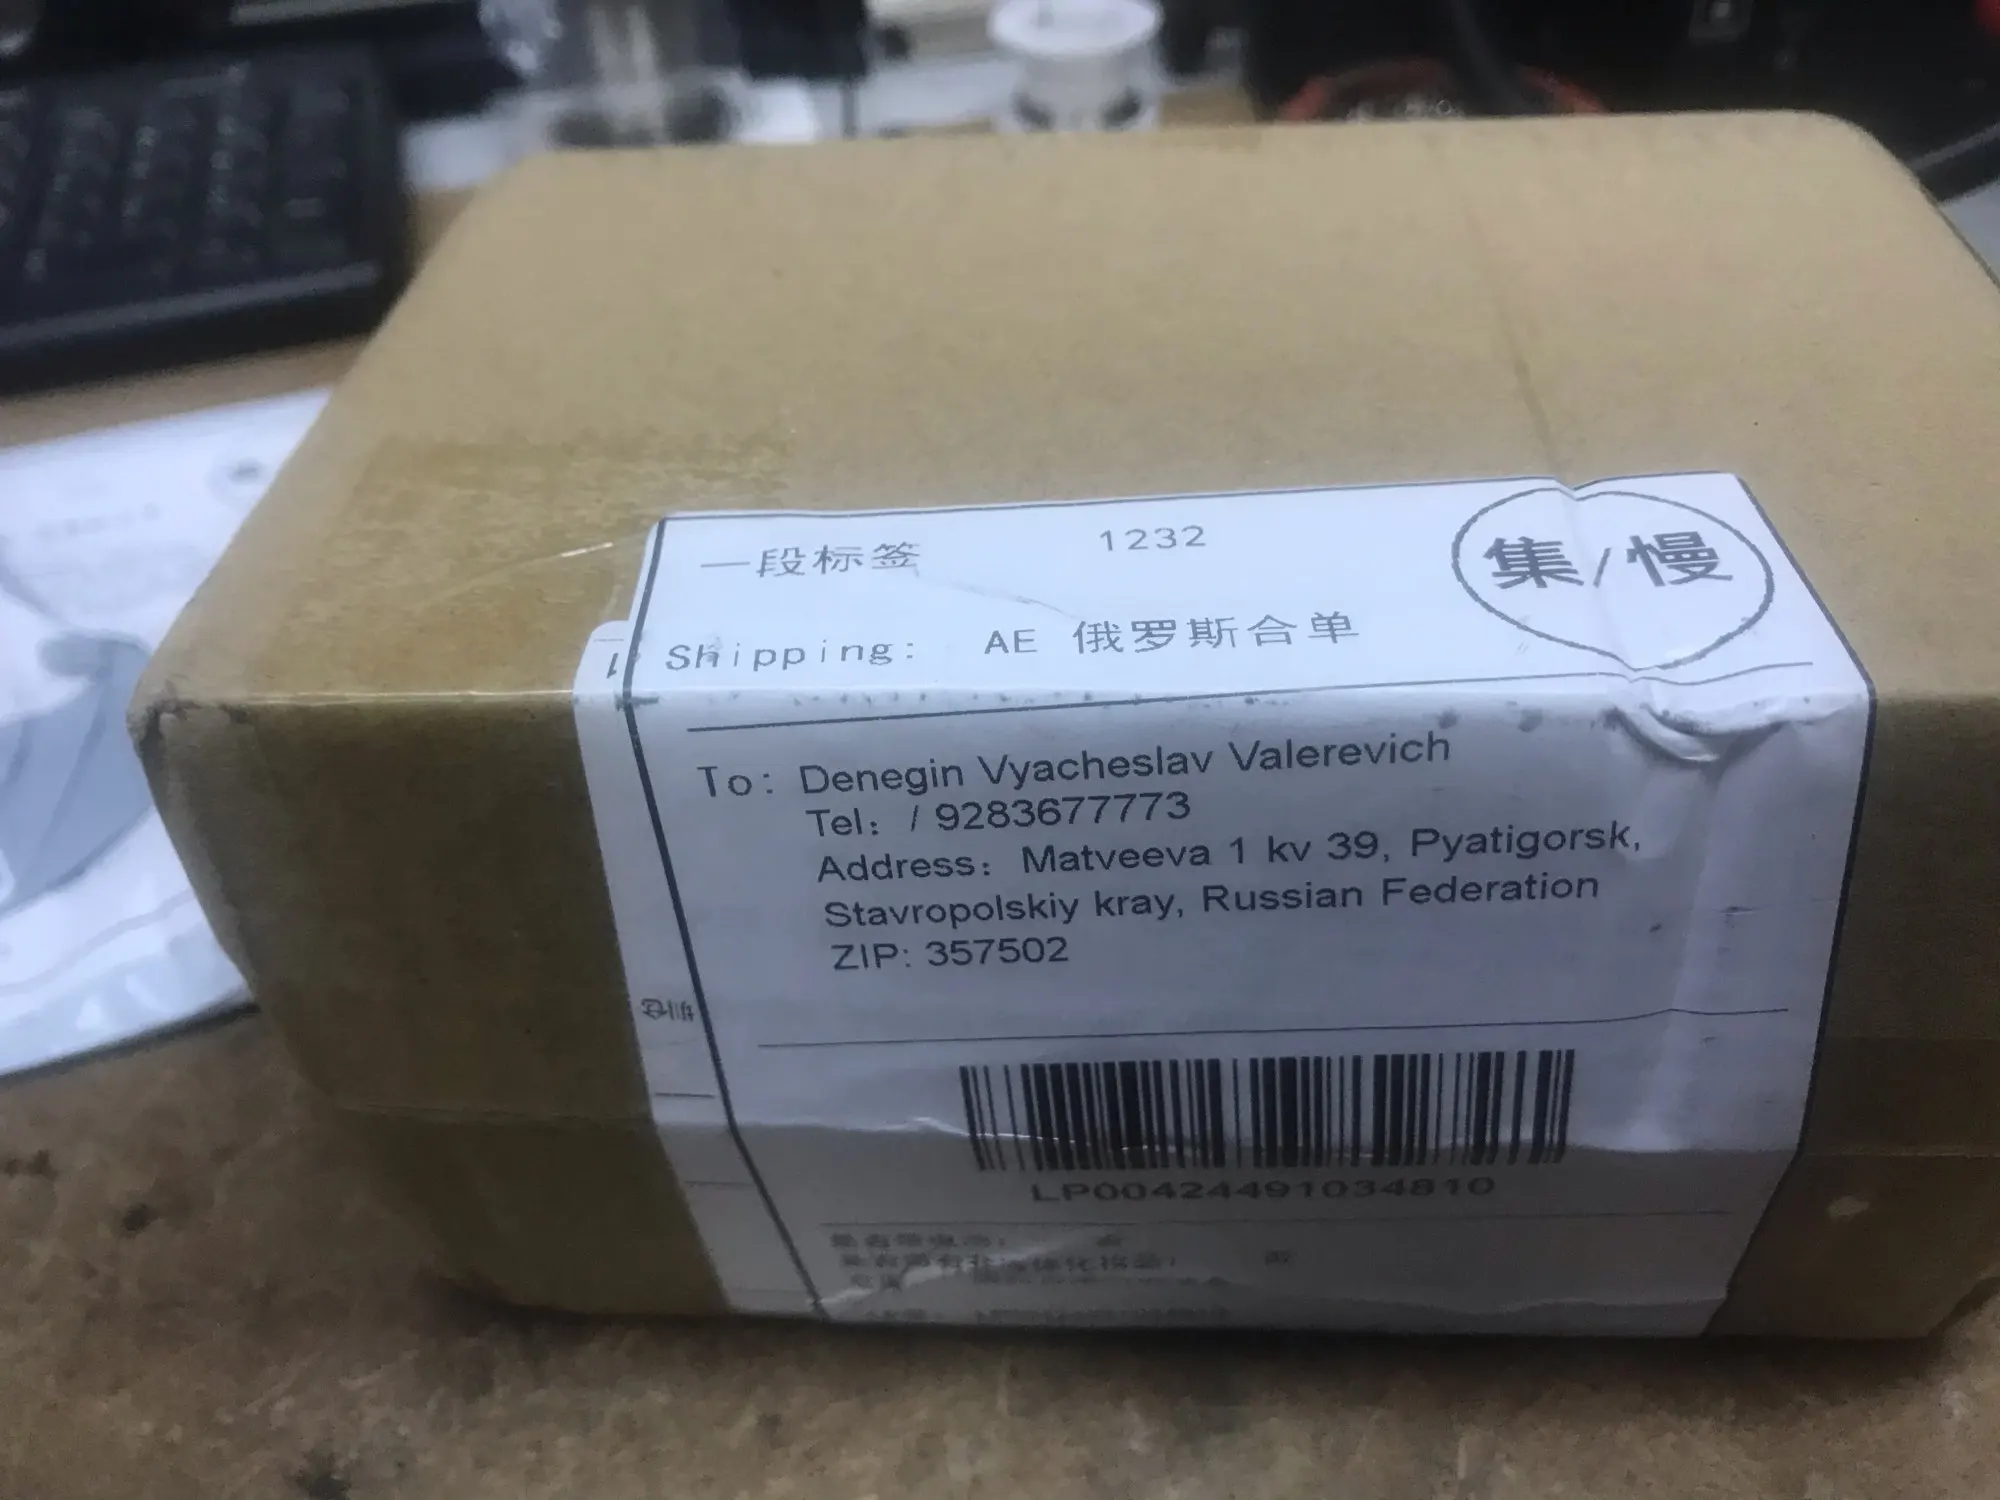 一段标签 1232
集/慢
Shipping: AE 俄罗斯合单
To: Denegin Vyacheslav Valerevich
Tel: / 9283677773
Address: Matveeva 1 kv 39, Pyatigorsk,
Stavropolskiy kray, Russian Federation
ZIP: 357502
LP00424491034810